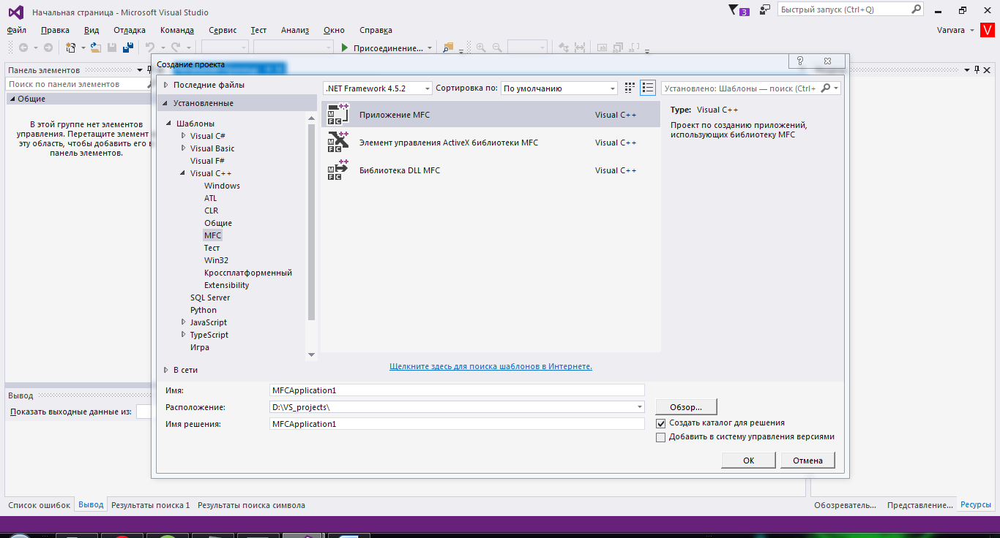 Начальная страница - Microsoft Visual Studio
3
Быстрый запуск (Ctrl+Q)
Файл Правка Вид Отладка Команда Сервис Тест Анализ Окно Справка
Varvara V
Присоединение...
Панель элементов
Поиск по панели элементов
Общие
В этой группе нет элементов
управления. Перетащите элемент
эту область, чтобы добавить его в
панель элементов.
Создание проекта
?
Последние файлы
Установленные
Шаблоны
Visual C#
Visual Basic
Visual F#
Visual C++
Windows
ATL
CLR
Общие
MFC
Тест
Win32
Кроссплатформенный
Extensibility
SQL Server
Python
JavaScript
TypeScript
Игра
В сети
.NET Framework 4.5.2 Сортировка по: По умолчанию
Установлено: Шаблоны — поиск (Ctrl+
MFC Приложение MFC Visual C++
MFC Элемент управления ActiveX библиотеки MFC Visual C++
MFC Библиотека DLL MFC Visual C++
Щелкните здесь для поиска шаблонов в Интернете.
Type: Visual C++
Проект по созданию приложений,
использующих библиотеку MFC
Имя: MFCApplication1
Расположение: D:\VS_projects\ Обзор...
Имя решения: MFCApplication1
Создать каталог для решения
Добавить в систему управления версиями
ОК Отмена
Вывод
Показать выходные данные из:
Список ошибок Вывод Результаты поиска 1 Результаты поиска символа
Обозреватель... Представление... Ресурсы